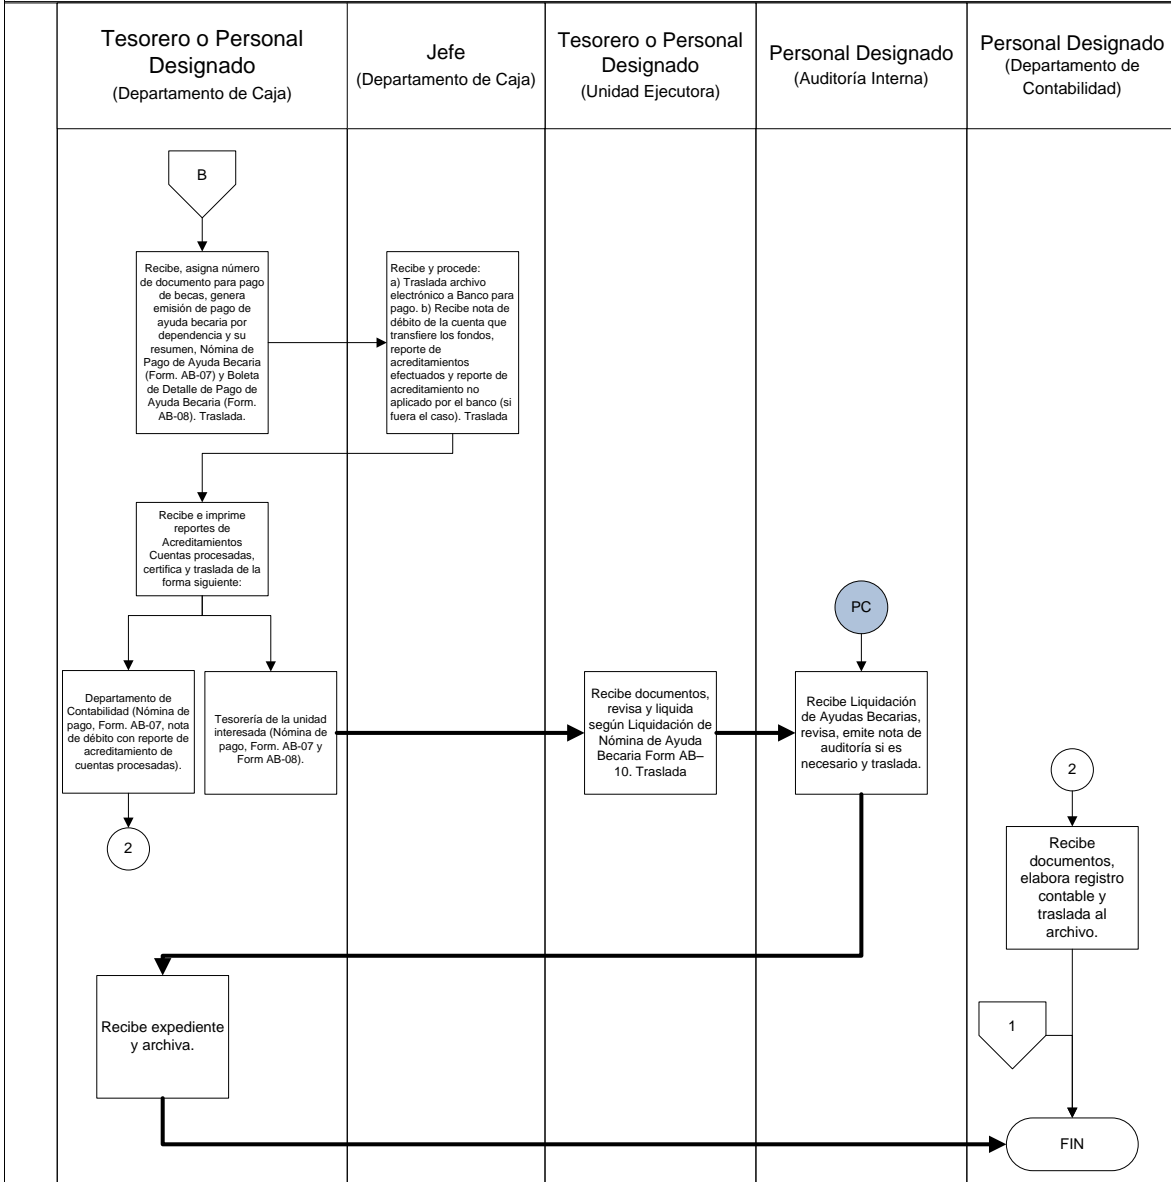 Tesorero o Personal
Designado
(Departamento de Caja)
Jefe
(Departamento de Caja)
Tesorero o Personal
Designado
(Unidad Ejecutora)
Personal Designado
(Auditoría Interna)
Personal Designado
(Departamento de
Contabilidad)
B
Recibe, asigna número
de documento para pago
de becas, genera
emisión de pago de
ayuda becaria por
dependencia y su
resumen, Nómina de
Pago de Ayuda Becaria
(Form. AB-07) y Boleta
de Detalle de Pago de
Ayuda Becaria (Form.
AB-08). Traslada.
Recibe y procede:
a) Traslada archivo
electrónico a Banco para
pago. b) Recibe nota de
débito de la cuenta que
transfiere los fondos,
reporte de
acreditamientos
efectuados y reporte de
acreditamiento no
aplicado por el banco (si
fuera el caso). Traslada
Recibe e imprime
reportes de
Acreditamientos
Cuentas procesadas,
certifica y traslada de la
forma siguiente:
Departamento de
Contabilidad (Nómina de
pago, Form. AB-07, nota
de débito con reporte de
acreditamiento de
cuentas procesadas).
Tesorería de la unidad
interesada (Nómina de
pago, Form. AB-07 y
Form AB-08).
2
Recibe documentos,
revisa y liquida
según Liquidación de
Nómina de Ayuda
Becaria Form AB–
10. Traslada
PC
Recibe Liquidación
de Ayudas Becarias,
revisa, emite nota de
auditoría si es
necesario y traslada.
2
Recibe
documentos,
elabora registro
contable y
traslada al
archivo.
Recibe expediente
y archiva.
1
FIN